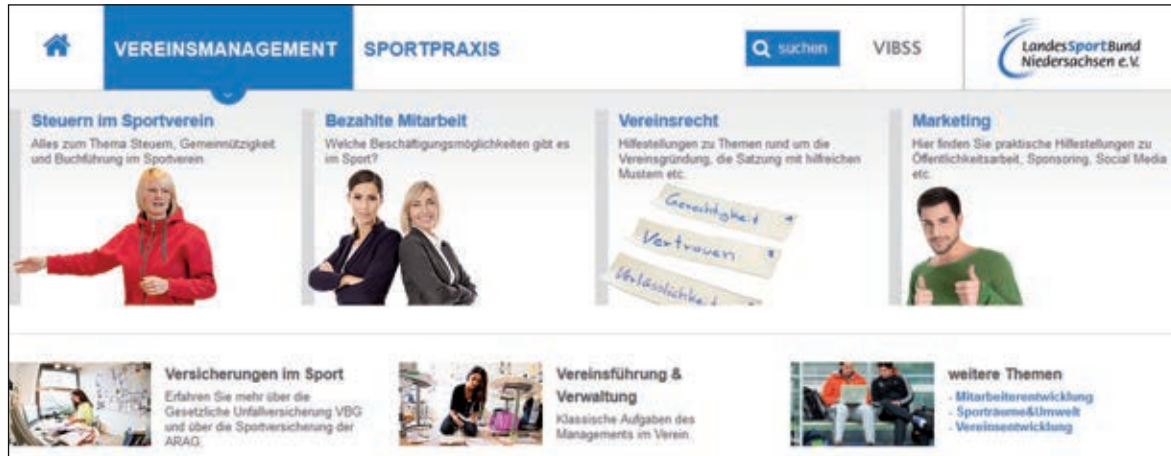 VEREINSMANAGEMENT
SPORTPRAXIS
suchen
VIBSS
LandesSportBund
Niedersachsen e.V.
Steuern im Sportverein
Alles zum Thema Steuern, Gemeinnützigkeit
und Buchführung im Sportverein.
Bezahlte Mitarbeit
Welche Beschäftigungsmöglichkeiten gibt es
im Sport?
Vereinsrecht
Hilfestellungen zu Themen rund um die
Vereinsgründung, die Satzung mit hilfreichen
Mustern etc.
Gerechtigkeit
Vertrauen
Verlässlichkeit
Marketing
Hier finden Sie praktische Hilfestellungen zu
Öffentlichkeitsarbeit, Sponsoring, Social Media
etc.
Versicherungen im Sport
Erfahren Sie mehr über die
Gesetzliche Unfallversicherung VBG
und über die Sportversicherung der
ARAG.
Vereinsführung &
Verwaltung
Klassische Aufgaben des
Managements im Verein.
weitere Themen
- Mitarbeiterentwicklung
- Sporträume&Umwelt
- Vereinsentwicklung